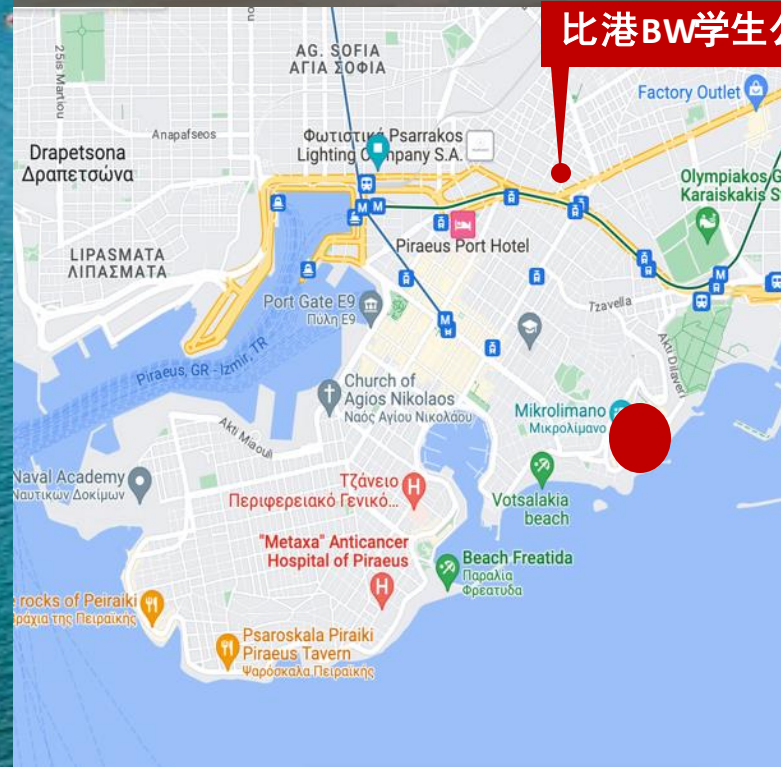 比港BW学生公
AG. SOFIA
ΑΓΙΑ ΣΟΦΙΑ
25is Martiou
Factory Outlet
Anapafseos
Φωτιστικά Psarrakos
Lighting Company S.A.
Drapetsona
Δραπετσώνα
Olympiakos G
Karaiskakis S
LIPASMATA
ΛΙΠΑΣΜΑΤΑ
Piraeus Port Hotel
Port Gate E9
Πύλη Ε9
Tzavella
Akti Dilaveri
Piraeus, GR - Izmir, TR
Church of
Agios Nikolaos
Ναός Αγίου Νικολάου
Mikrolimano
Μικρολίμανο
Akti Miaouli
Naval Academy
Ναυτικών Δοκίμων
Τζάνειο
Περιφερειακό Γενικό...
Votsalakia
beach
"Metaxa" Anticancer
Hospital of Piraeus
Beach Freatida
Παραλία
Φρεατύδα
rocks of Peiraiki
βράχια της Πειραϊκής
Psaroskala Piraiki
Piraeus Tavern
Ψαρόσκαλα Πειραϊκής